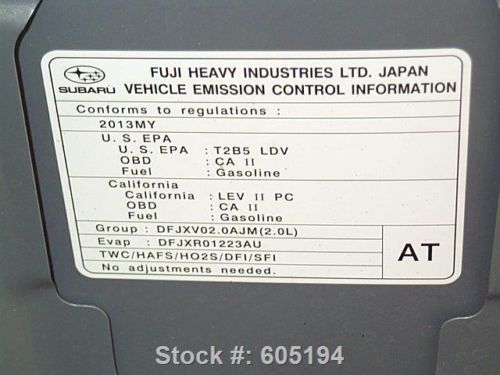 FUJI HEAVY INDUSTRIES LTD. JAPAN
SUBARU VEHICLE EMISSION CONTROL INFORMATION
Conforms to regulations :
2013MY
U. S. EPA
U. S. EPA : T2B5 LDV
OBD : CA II
Fuel : Gasoline
California
California : LEV II PC
OBD : CA II
Fuel : Gasoline
Group : DFJXV02.0AJM(2.0L)
Evap : DFJXR01223AU
TWC/HAFS/HO2S/DFI/SFI
No adjustments needed.
AT
Stock #: 605194